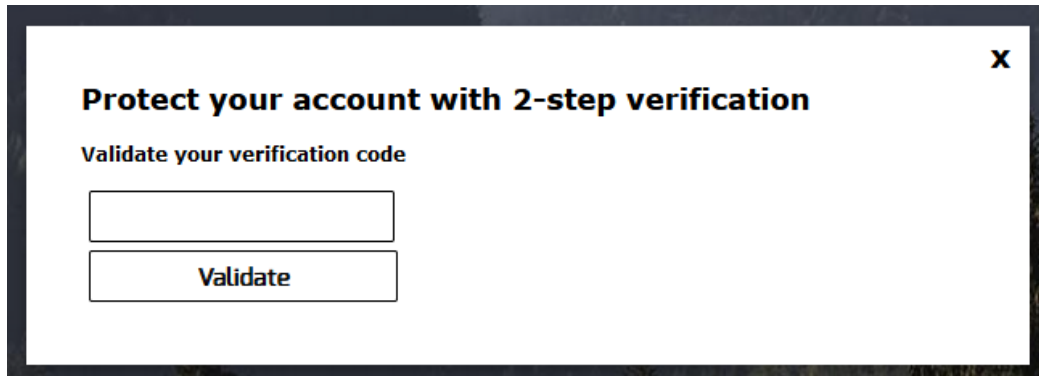 x
Protect your account with 2-step verification
Validate your verification code
Validate